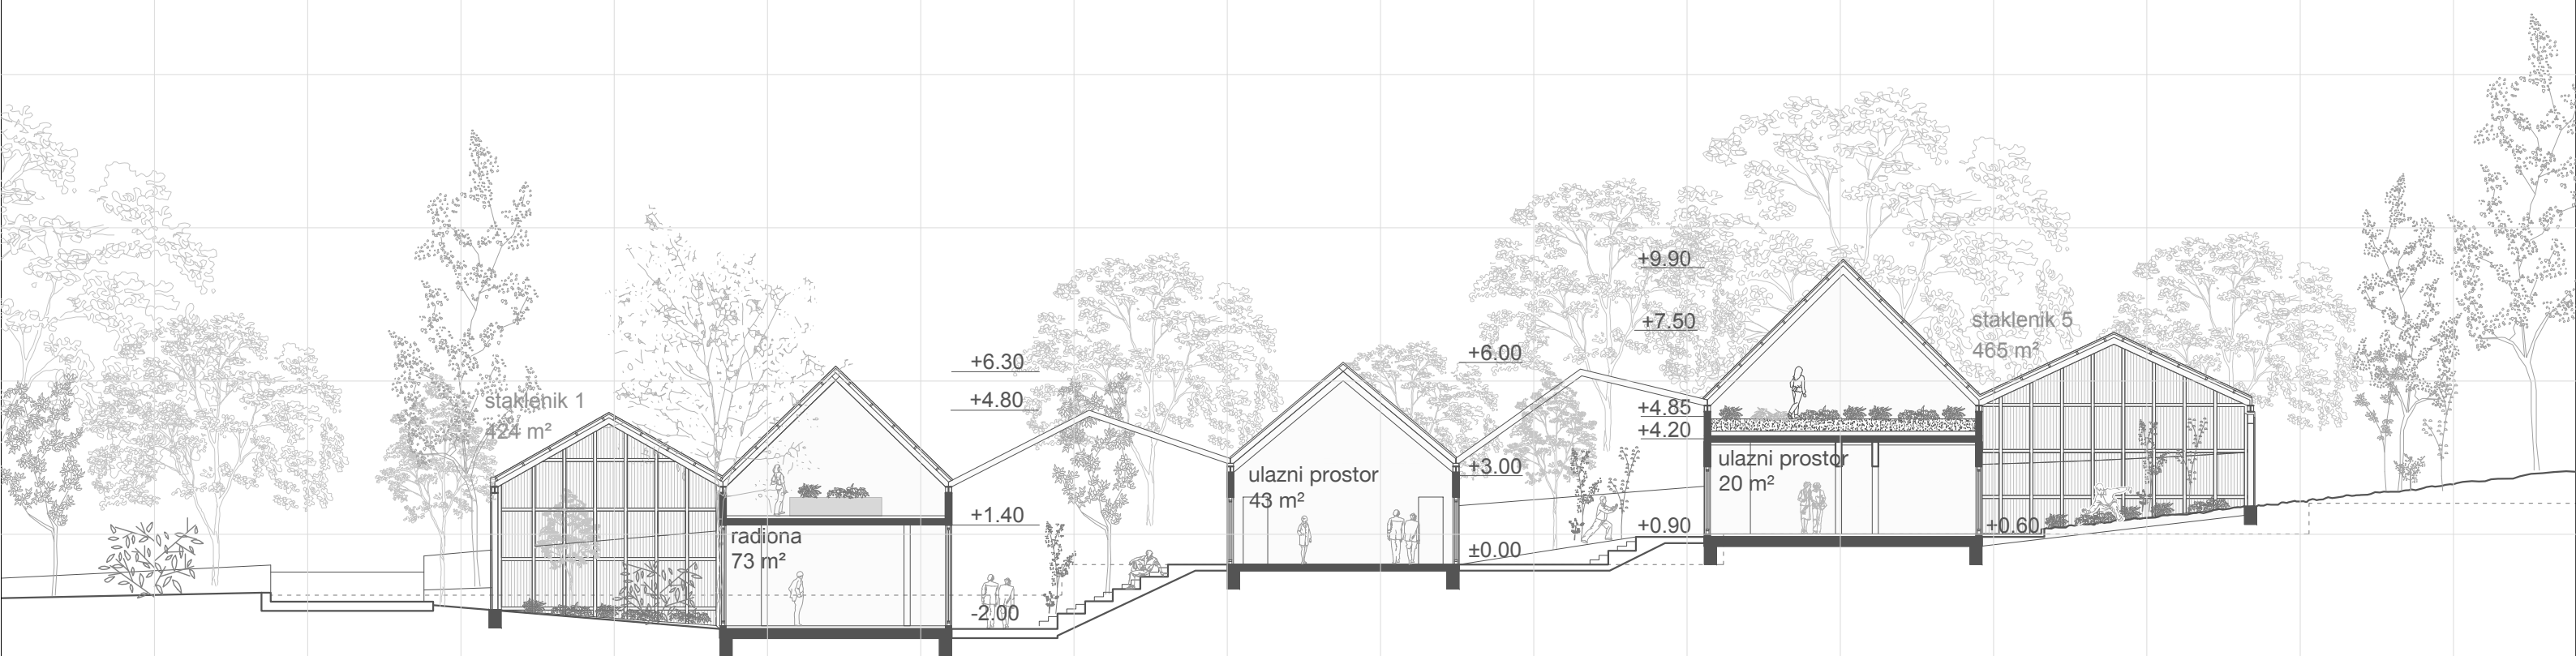 staklenik 1
424 m²
radiona
73 m²
+6.30
+4.80
+1.40
-2.00
ulazni prostor
43 m²
+6.00
+3.00
±0.00
+9.90
+7.50
+4.85
+4.20
+0.90
ulazni prostor
20 m²
staklenik 5
465 m²
+0.60